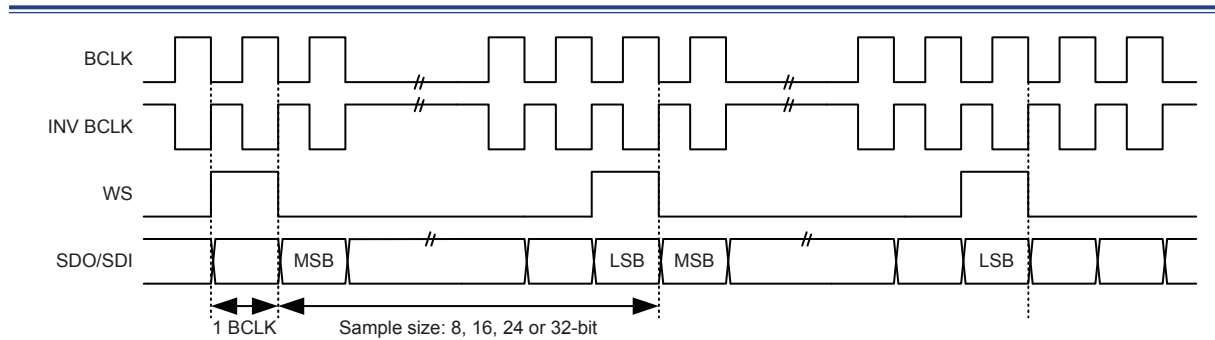 BCLK
INV BCLK
WS
SDO/SDI
MSB
LSB
MSB
LSB
1 BCLK
Sample size: 8, 16, 24 or 32-bit